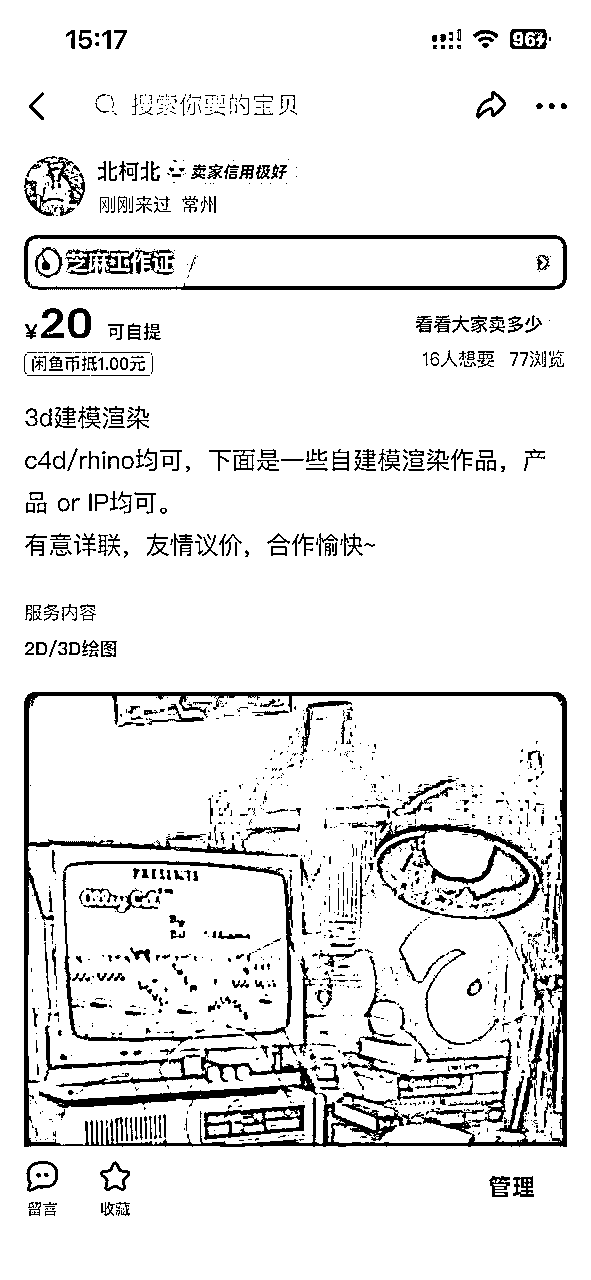 15:17
96
搜索你要的宝贝
北柯北
卖家信用极好
刚刚来过 常州
芝麻工作证
¥20 可自提
看看大家卖多少
闲鱼币抵1.00元
16人想要 77浏览
3d建模渲染
c4d/rhino均可，下面是一些自建模渲染作品，产
品 or IP均可。
有意详联，友情议价，合作愉快~
服务内容
2D/3D绘图
PRESENTS
By
留言
收藏
管理